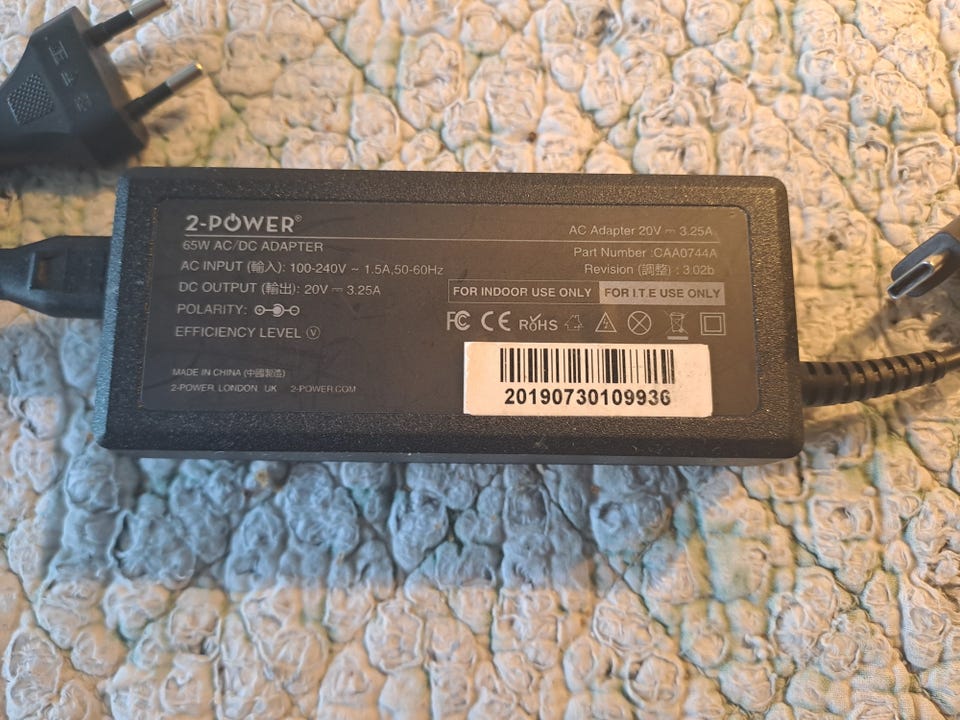 2-POWER®
AC Adapter 20V ⎓ 3.25A
65W AC/DC ADAPTER
Part Number :CAA0744A
AC INPUT (輸入): 100-240V ~ 1.5A,50-60Hz
Revision (調整) : 3.02b
DC OUTPUT (輸出): 20V ⎓ 3.25A
FOR INDOOR USE ONLY FOR I.T.E USE ONLY
POLARITY:
FC CE RoHS
EFFICIENCY LEVEL Ⓥ
MADE IN CHINA (中國製造)
2-POWER, LONDON, UK 2-POWER.COM
20190730109936